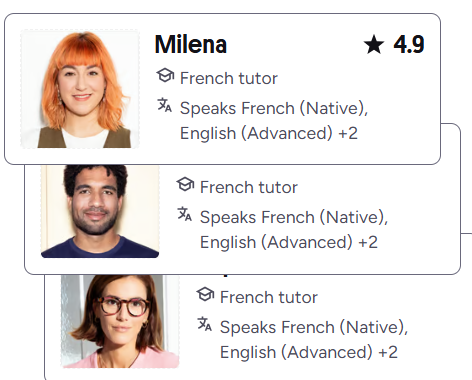 Milena ★ 4.9
French tutor
Speaks French (Native),
English (Advanced) +2
French tutor
Speaks French (Native),
English (Advanced) +2
French tutor
Speaks French (Native),
English (Advanced) +2